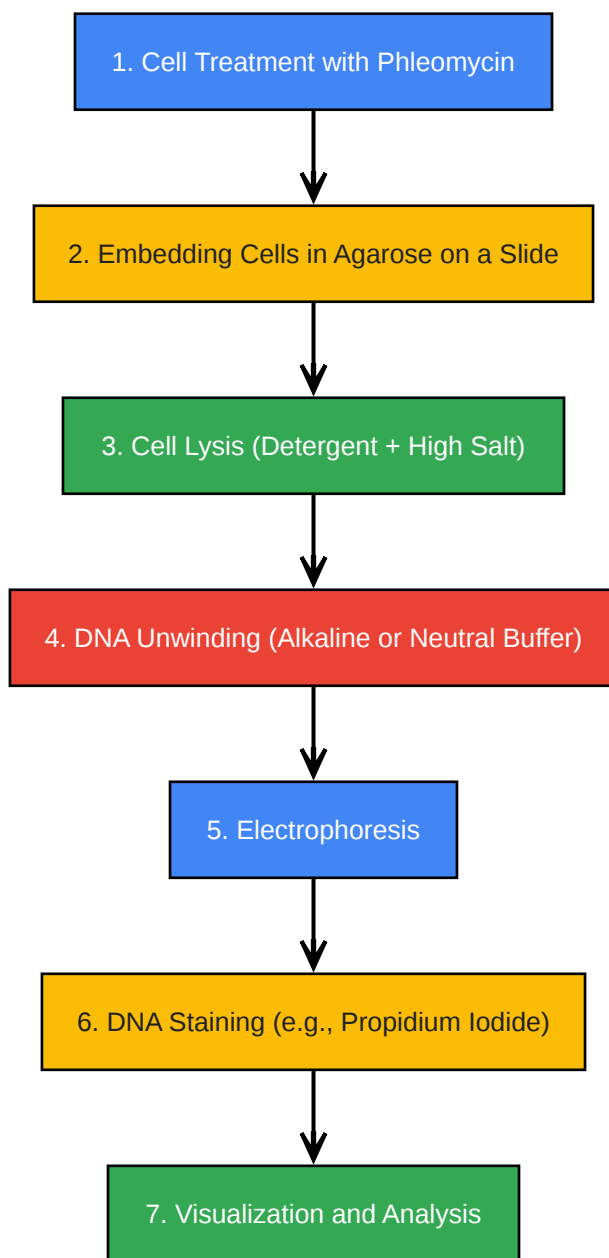 1. Cell Treatment with Phleomycin
2. Embedding Cells in Agarose on a Slide
3. Cell Lysis (Detergent + High Salt)
4. DNA Unwinding (Alkaline or Neutral Buffer)
5. Electrophoresis
6. DNA Staining (e.g., Propidium Iodide)
7. Visualization and Analysis